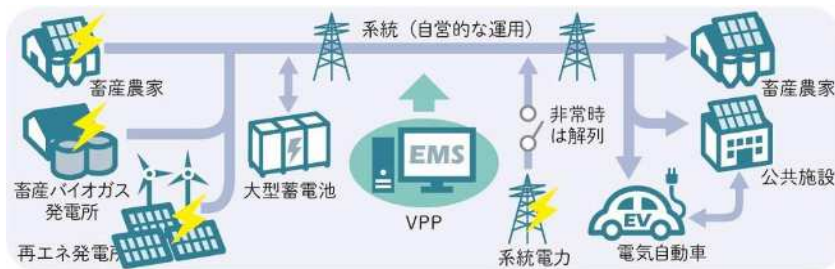 系統（自営的な運用）
畜産農家
畜産バイオガス
発電所
再エネ発電所
大型蓄電池
EMS
VPP
非常時
は解列
系統電力
畜産農家
公共施設
EV
電気自動車